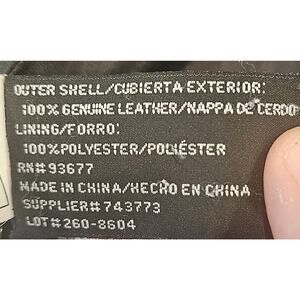 OUTER SHELL/CUBIERTA EXTERIOR:
100% GENUINE LEATHER/NAPPA DE CERDO
LINING/FORRO:
100% POLYESTER/POLIÉSTER
RN# 93677
MADE IN CHINA/HECHO EN CHINA
SUPPLIER# 743773
LOT# 260-8604